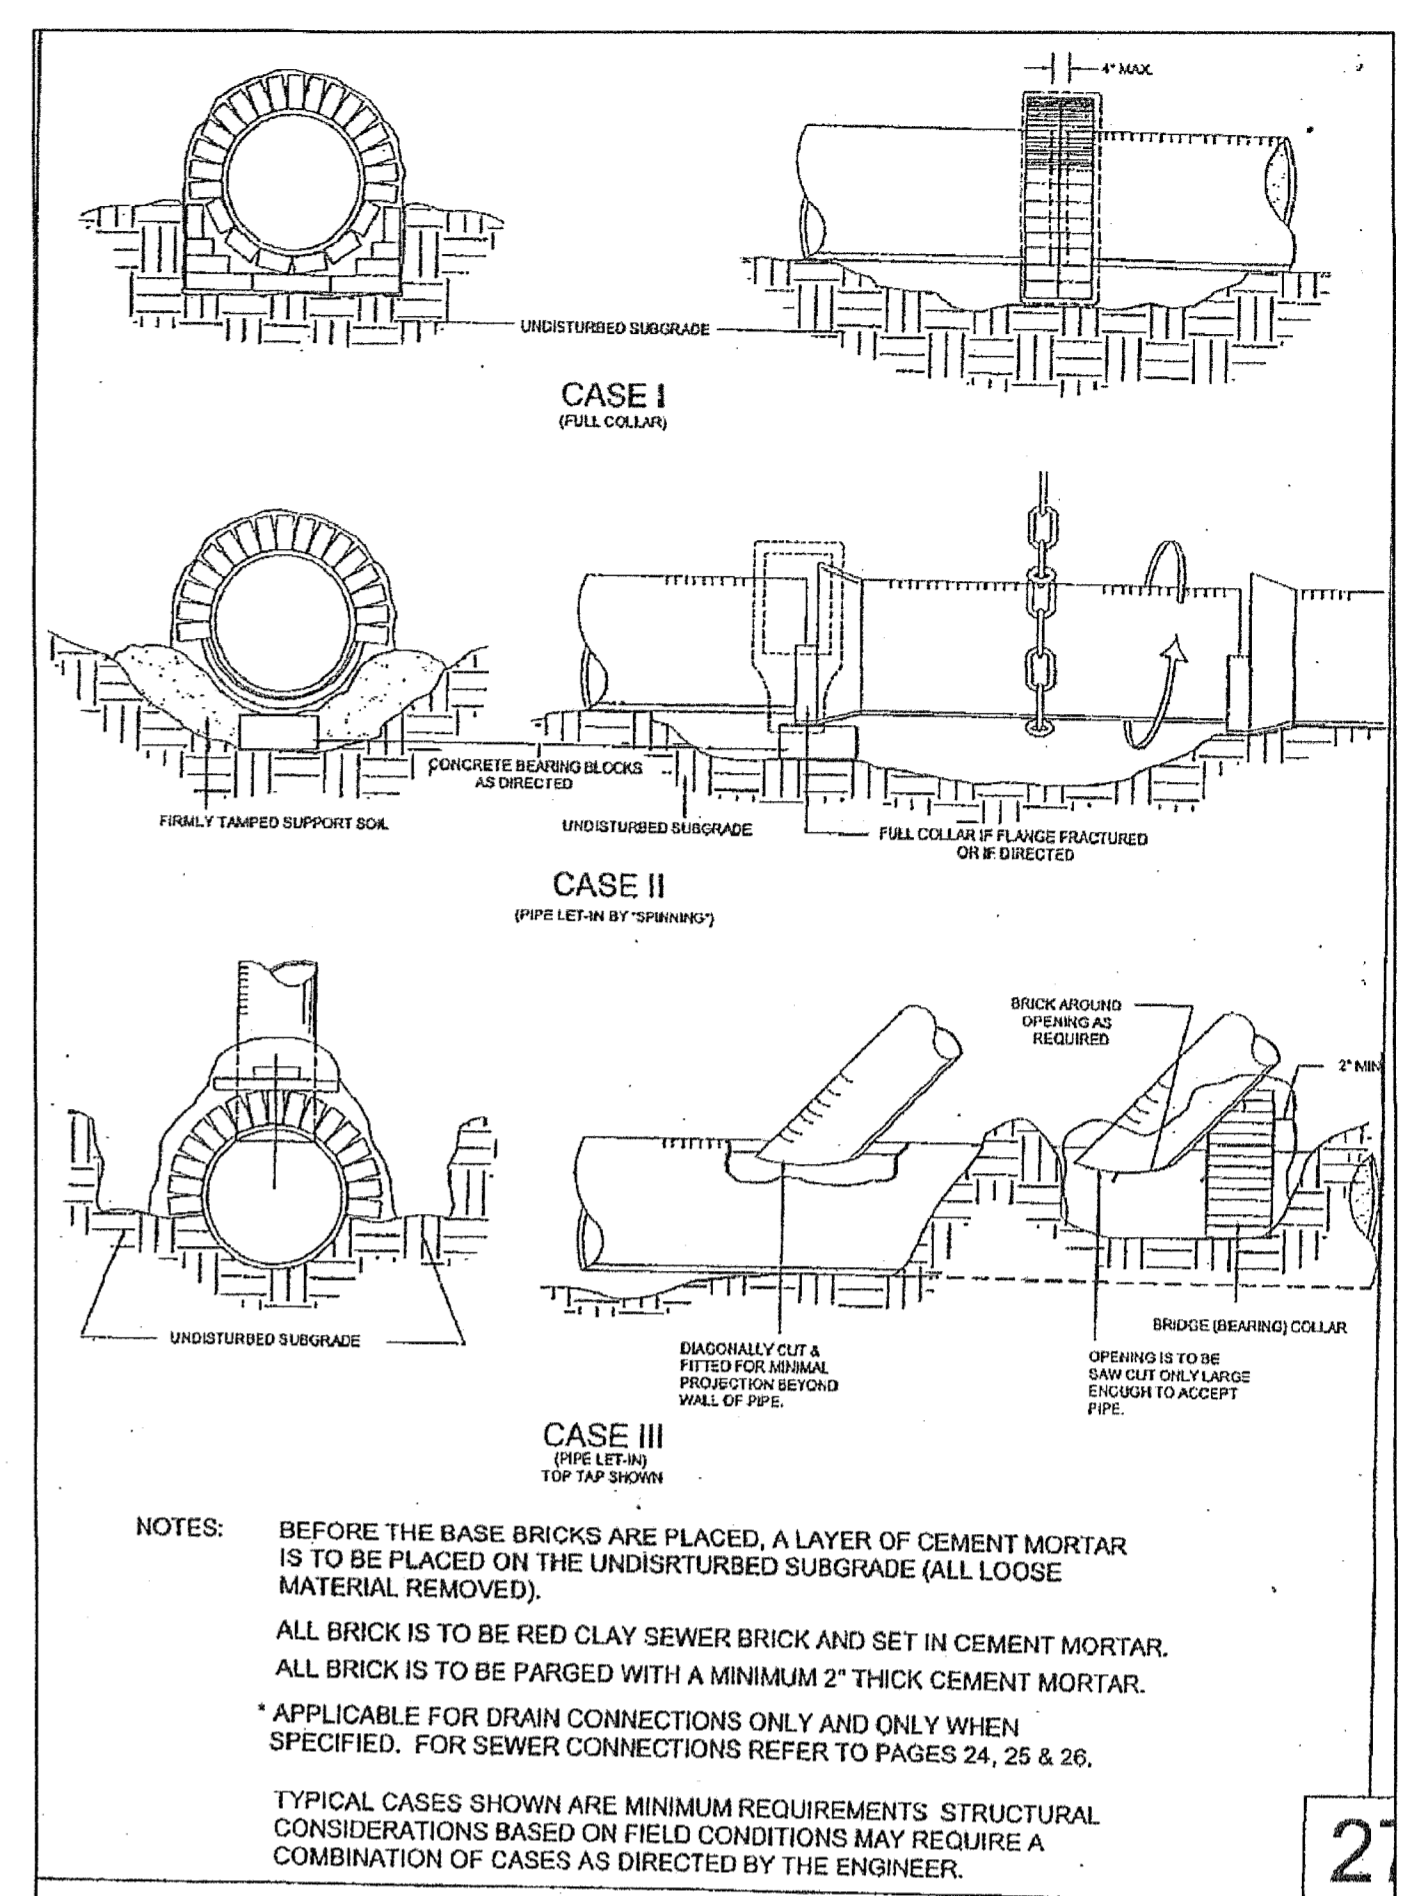 4" MAX.
UNDISTURBED SUBGRADE
CASE I
(FULL COLLAR)
CONCRETE BEARING BLOCKS
AS DIRECTED
FIRMLY TAMPED SUPPORT SOIL
UNDISTURBED SUBGRADE
FULL COLLAR IF FLANGE FRACTURED
OR IF DIRECTED
CASE II
(PIPE LET-IN BY "SPINNING")
BRICK AROUND
OPENING AS
REQUIRED
2" MIN
UNDISTURBED SUBGRADE
DIAGONALLY CUT &
FITTED FOR MINIMAL
PROJECTION BEYOND
WALL OF PIPE.
BRIDGE (BEARING) COLLAR
OPENING IS TO BE
SAW CUT ONLY LARGE
ENOUGH TO ACCEPT
PIPE.
CASE III
(PIPE LET-IN)
TOP TAP SHOWN
NOTES: BEFORE THE BASE BRICKS ARE PLACED, A LAYER OF CEMENT MORTAR
IS TO BE PLACED ON THE UNDISRTURBED SUBGRADE (ALL LOOSE
MATERIAL REMOVED).
ALL BRICK IS TO BE RED CLAY SEWER BRICK AND SET IN CEMENT MORTAR.
ALL BRICK IS TO BE PARGED WITH A MINIMUM 2" THICK CEMENT MORTAR.
* APPLICABLE FOR DRAIN CONNECTIONS ONLY AND ONLY WHEN
SPECIFIED. FOR SEWER CONNECTIONS REFER TO PAGES 24, 25 & 26.
TYPICAL CASES SHOWN ARE MINIMUM REQUIREMENTS STRUCTURAL
CONSIDERATIONS BASED ON FIELD CONDITIONS MAY REQUIRE A
COMBINATION OF CASES AS DIRECTED BY THE ENGINEER.
27